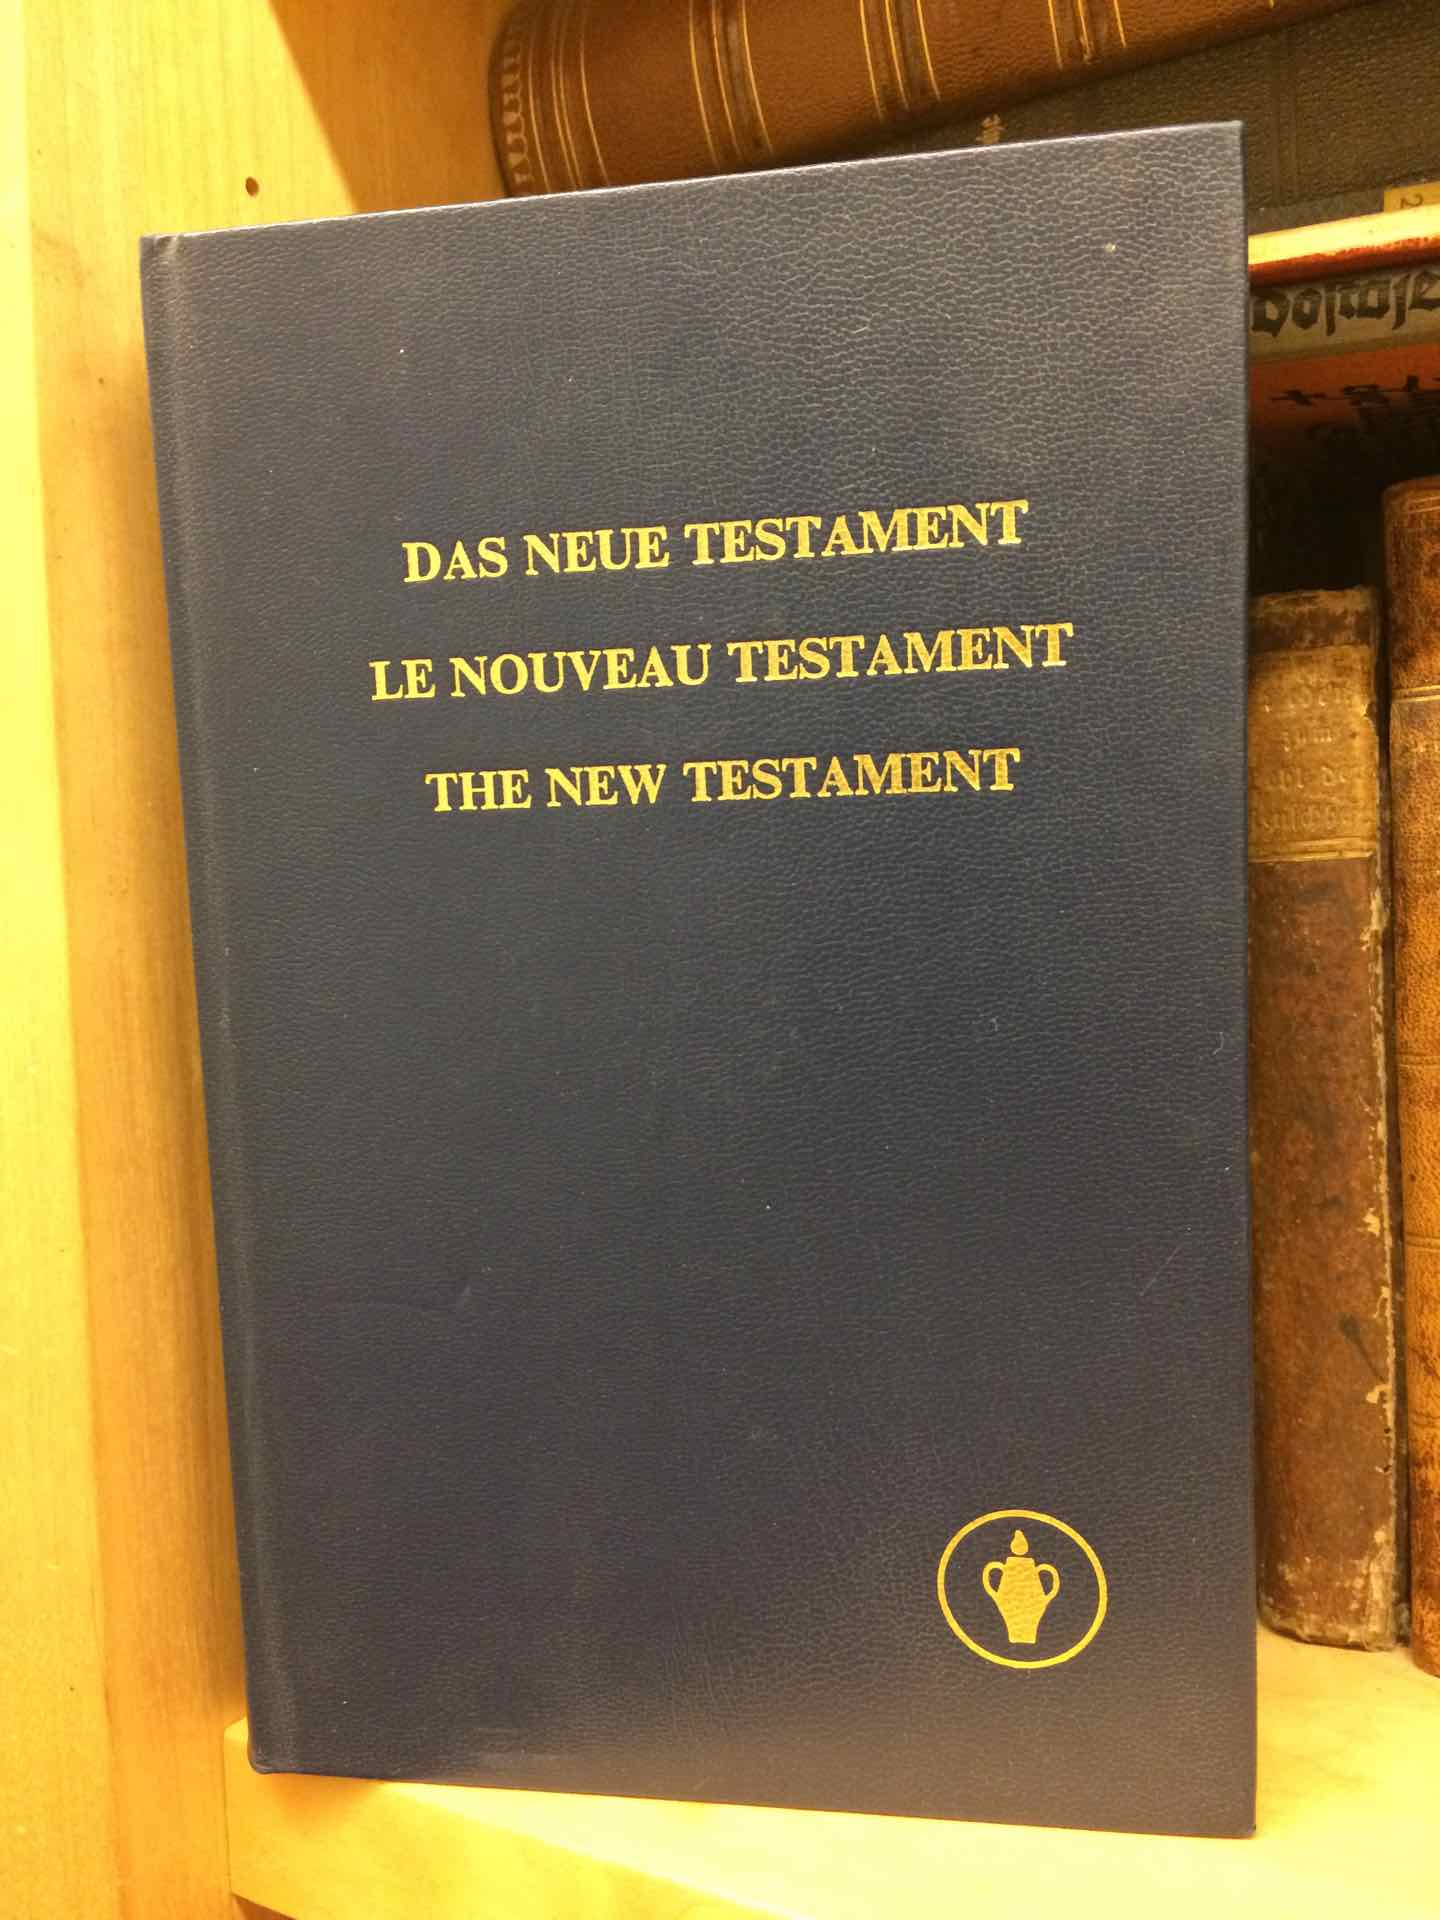 DAS NEUE TESTAMENT
LE NOUVEAU TESTAMENT
THE NEW TESTAMENT